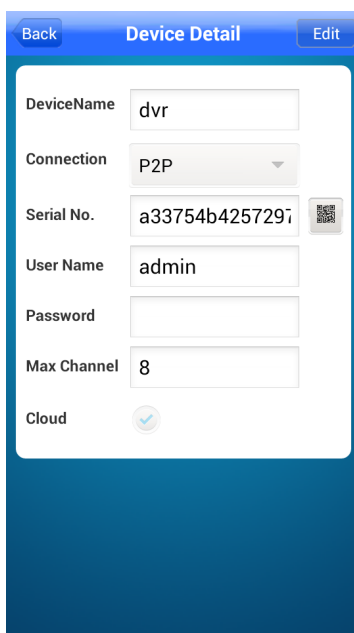 Back Device Detail Edit
DeviceName dvr
Connection P2P
Serial No. a33754b4257297
User Name admin
Password
Max Channel 8
Cloud